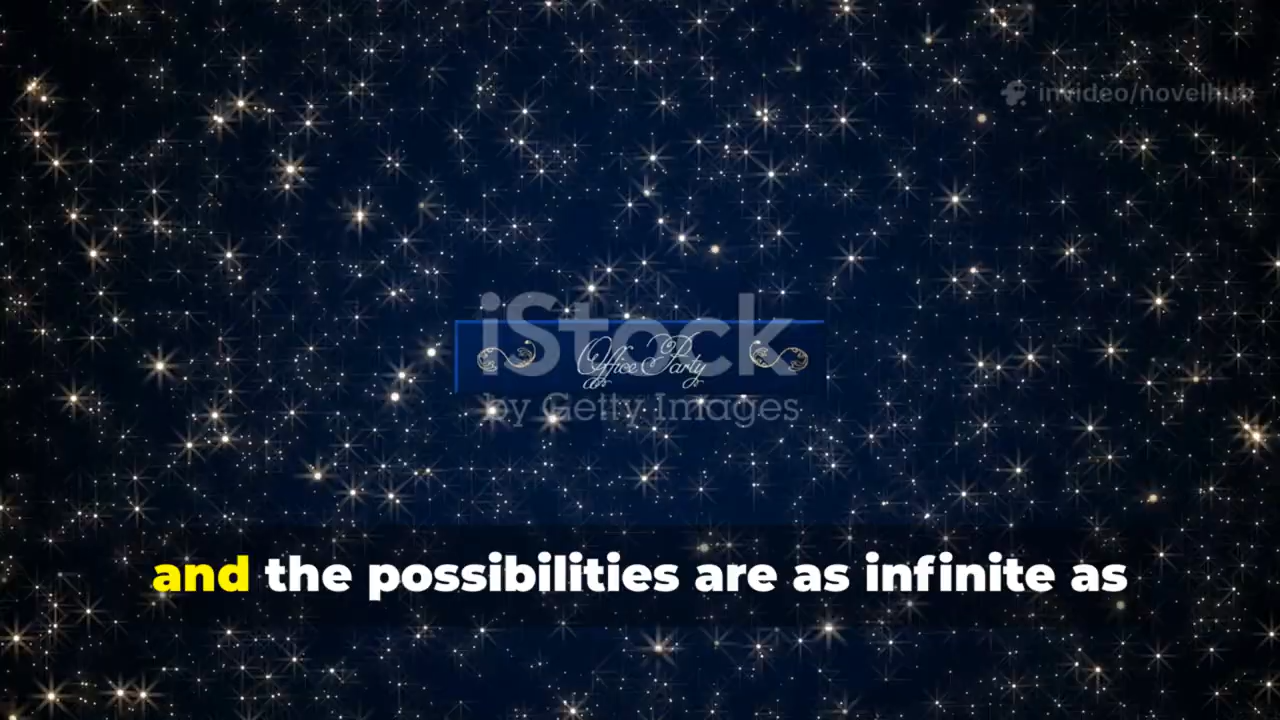 invideo/novelhub
iStock
Office Party
by Getty Images
and the possibilities are as infinite as